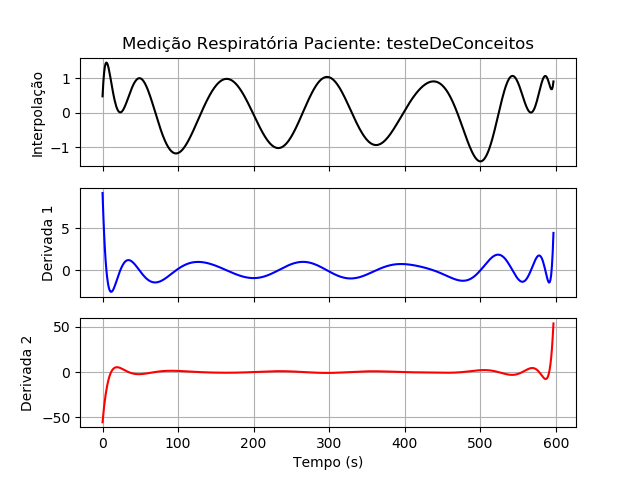 Medição Respiratória Paciente: testeDeConceitos
Interpolação
1
0
−1
Derivada 1
5
0
Derivada 2
50
0
−50
0 100 200 300 400 500 600
Tempo (s)